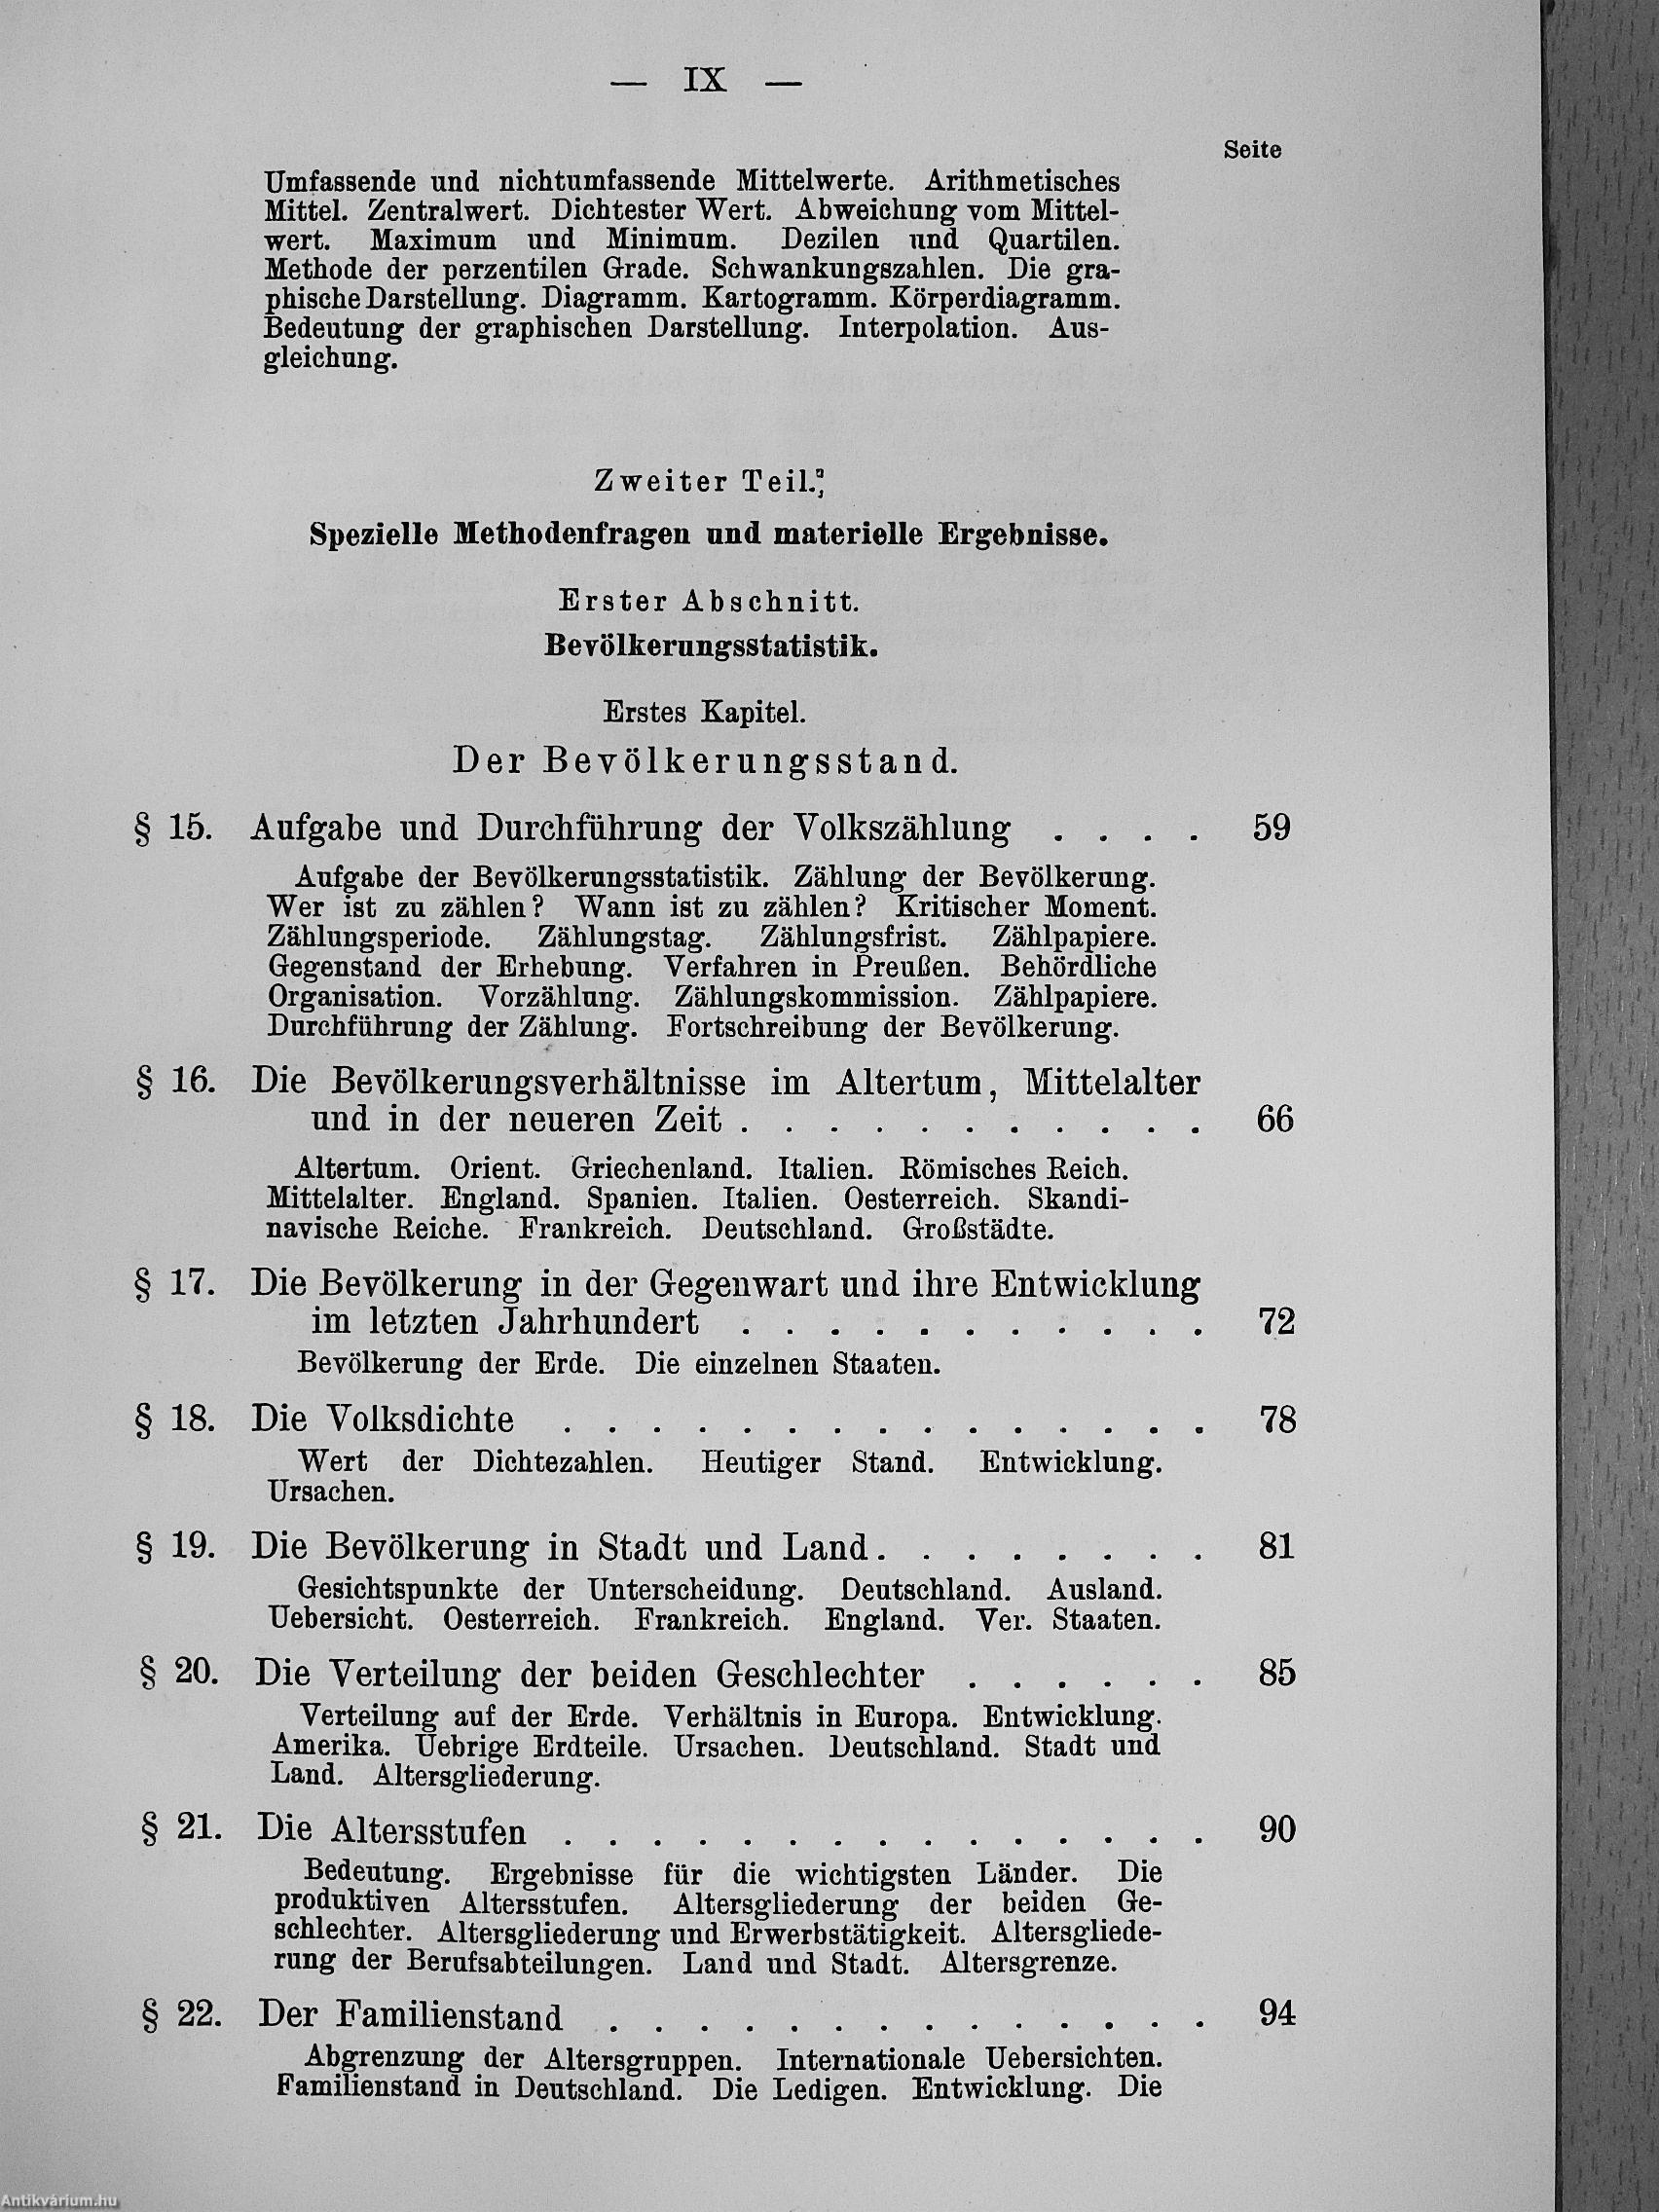 — IX —
Seite
Umfassende und nichtumfassende Mittelwerte. Arithmetisches
Mittel. Zentralwert. Dichtester Wert. Abweichung vom Mittel-
wert. Maximum und Minimum. Dezilen und Quartilen.
Methode der perzentilen Grade. Schwankungszahlen. Die gra-
phische Darstellung. Diagramm. Kartogramm. Körperdiagramm.
Bedeutung der graphischen Darstellung. Interpolation. Aus-
gleichung.
Zweiter Teil.
Spezielle Methodenfragen und materielle Ergebnisse.
Erster Abschnitt.
Bevölkerungsstatistik.
Erstes Kapitel.
Der Bevölkerungsstand.
§ 15. Aufgabe und Durchführung der Volkszählung . . . . 59
Aufgabe der Bevölkerungsstatistik. Zählung der Bevölkerung.
Wer ist zu zählen? Wann ist zu zählen? Kritischer Moment.
Zählungsperiode. Zählungstag. Zählungsfrist. Zählpapiere.
Gegenstand der Erhebung. Verfahren in Preußen. Behördliche
Organisation. Vorzählung. Zählungskommission. Zählpapiere.
Durchführung der Zählung. Fortschreibung der Bevölkerung.
§ 16. Die Bevölkerungsverhältnisse im Altertum, Mittelalter
und in der neueren Zeit . . . . . . . . . . . 66
Altertum. Orient. Griechenland. Italien. Römisches Reich.
Mittelalter. England. Spanien. Italien. Oesterreich. Skandi-
navische Reiche. Frankreich. Deutschland. Großstädte.
§ 17. Die Bevölkerung in der Gegenwart und ihre Entwicklung
im letzten Jahrhundert . . . . . . . . . . . 72
Bevölkerung der Erde. Die einzelnen Staaten.
§ 18. Die Volksdichte . . . . . . . . . . . . . . . 78
Wert der Dichtezahlen. Heutiger Stand. Entwicklung.
Ursachen.
§ 19. Die Bevölkerung in Stadt und Land . . . . . . . . 81
Gesichtspunkte der Unterscheidung. Deutschland. Ausland.
Uebersicht. Oesterreich. Frankreich. England. Ver. Staaten.
§ 20. Die Verteilung der beiden Geschlechter . . . . . . 85
Verteilung auf der Erde. Verhältnis in Europa. Entwicklung.
Amerika. Uebrige Erdteile. Ursachen. Deutschland. Stadt und
Land. Altersgliederung.
§ 21. Die Altersstufen . . . . . . . . . . . . . . . 90
Bedeutung. Ergebnisse für die wichtigsten Länder. Die
produktiven Altersstufen. Altersgliederung der beiden Ge-
schlechter. Altersgliederung und Erwerbstätigkeit. Altersgliede-
rung der Berufsabteilungen. Land und Stadt. Altersgrenze.
§ 22. Der Familienstand . . . . . . . . . . . . . . 94
Abgrenzung der Altersgruppen. Internationale Uebersichten.
Familienstand in Deutschland. Die Ledigen. Entwicklung. Die
Antikvárium.hu